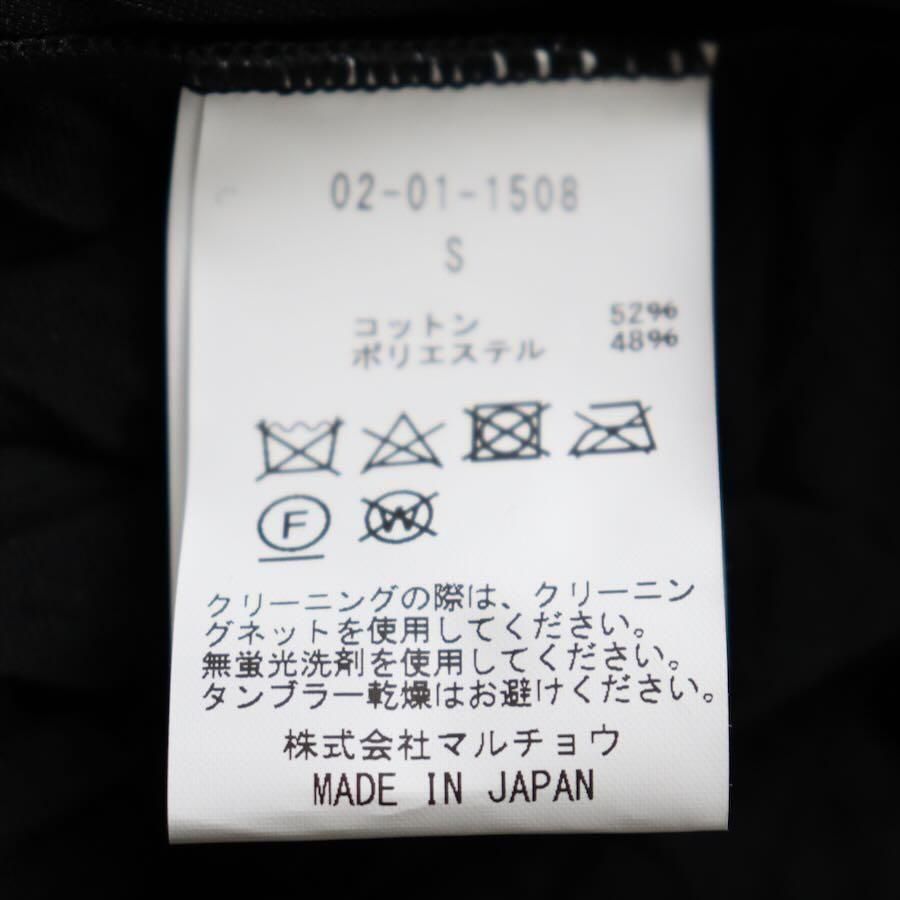 02-01-1508
S
コットン 52%
ポリエステル 48%
F W
クリーニングの際は、クリーニン
グネットを使用してください。
無蛍光洗剤を使用してください。
タンブラー乾燥はお避けください。
株式会社マルチョウ
MADE IN JAPAN